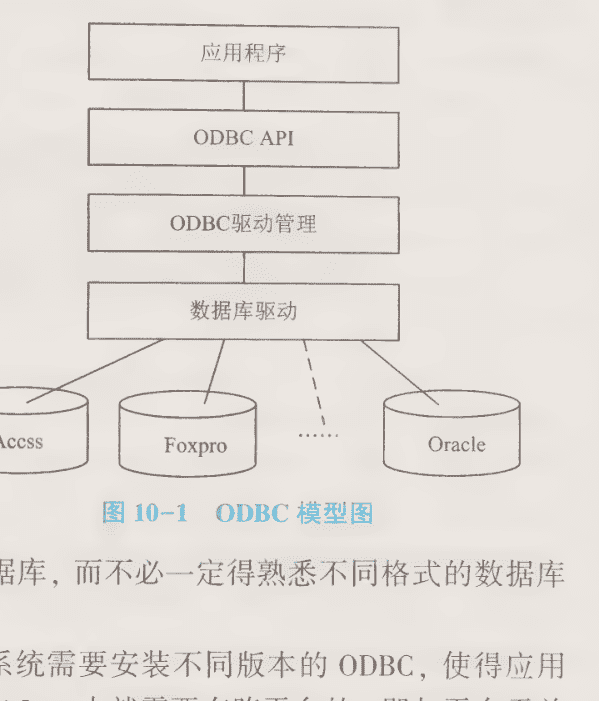 应用程序
ODBC API
ODBC驱动管理
数据库驱动
Accss
Foxpro
……
Oracle
图 10-1 ODBC 模型图
据库，而不必一定得熟悉不同格式的数据库
系统需要安装不同版本的 ODBC，使得应用